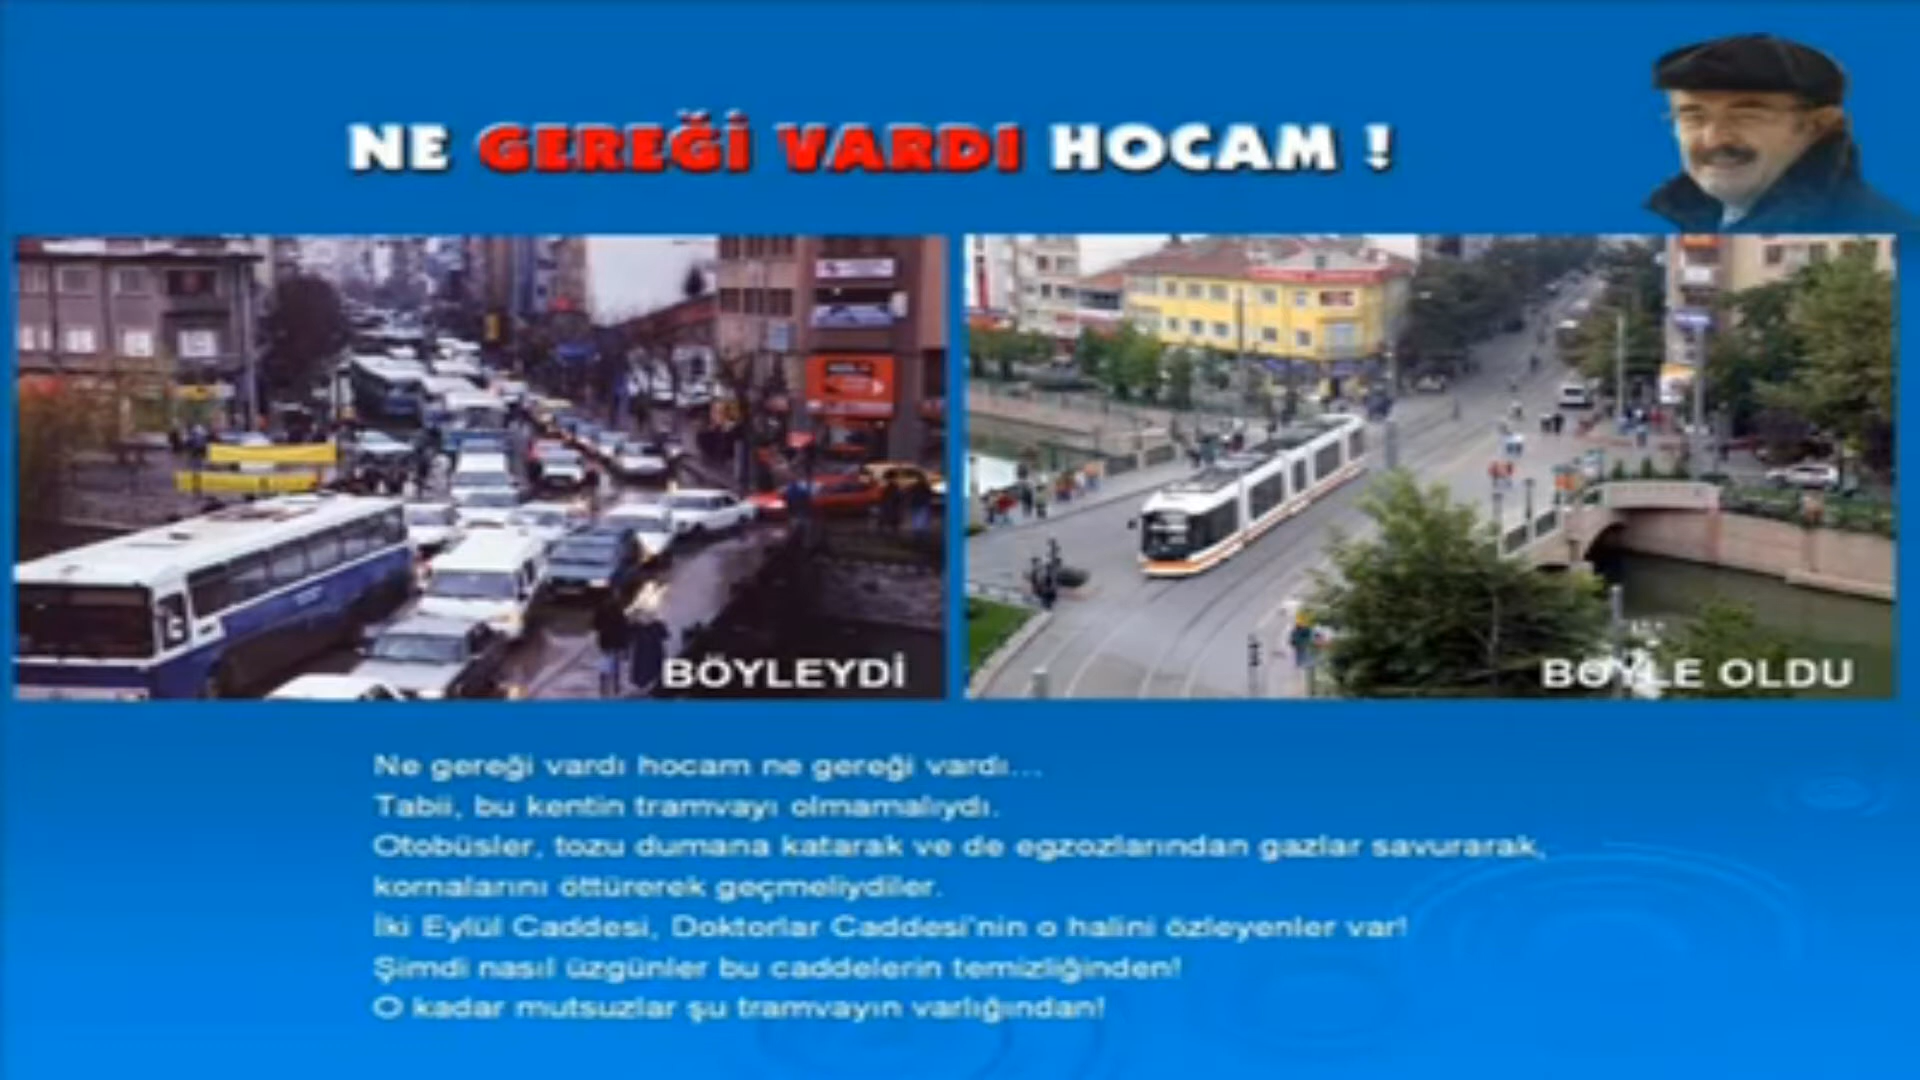 NE GEREĞİ VARDI HOCAM !
BÖYLEYDİ
BÖYLE OLDU
Ne gereği vardı hocam ne gereği vardı...
Tabii, bu kentin tramvayı olmamalıydı.
Otobüsler, tozu dumana katarak ve de egzozlarından gazlar savurarak,
kornalarını öttürerek geçmeliydiler.
İki Eylül Caddesi, Doktorlar Caddesi'nin o halini özleyenler var!
Şimdi nasıl üzgünler bu caddelerin temizliğinden!
O kadar mutsuzlar şu tramvayın varlığından!